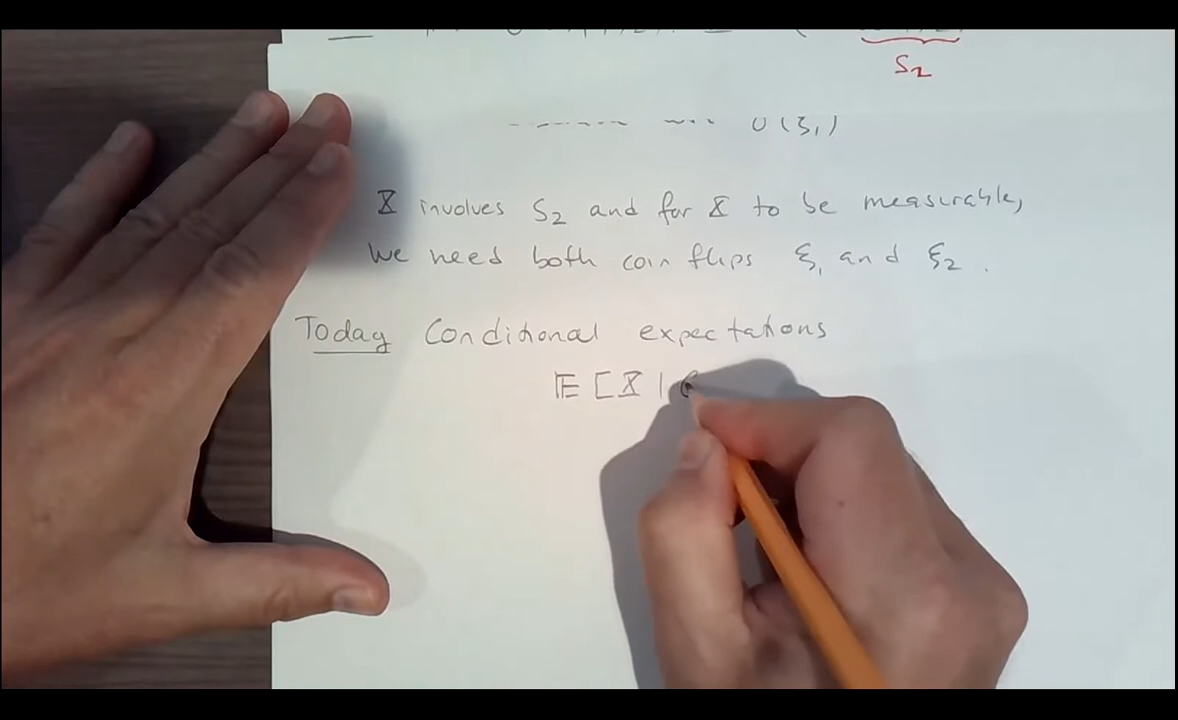 S₂
σ(ξ₁)
X involves S₂ and for X to be measurable,
we need both coin flips ξ₁ and ξ₂.
Today Conditional expectations
𝔼[X|